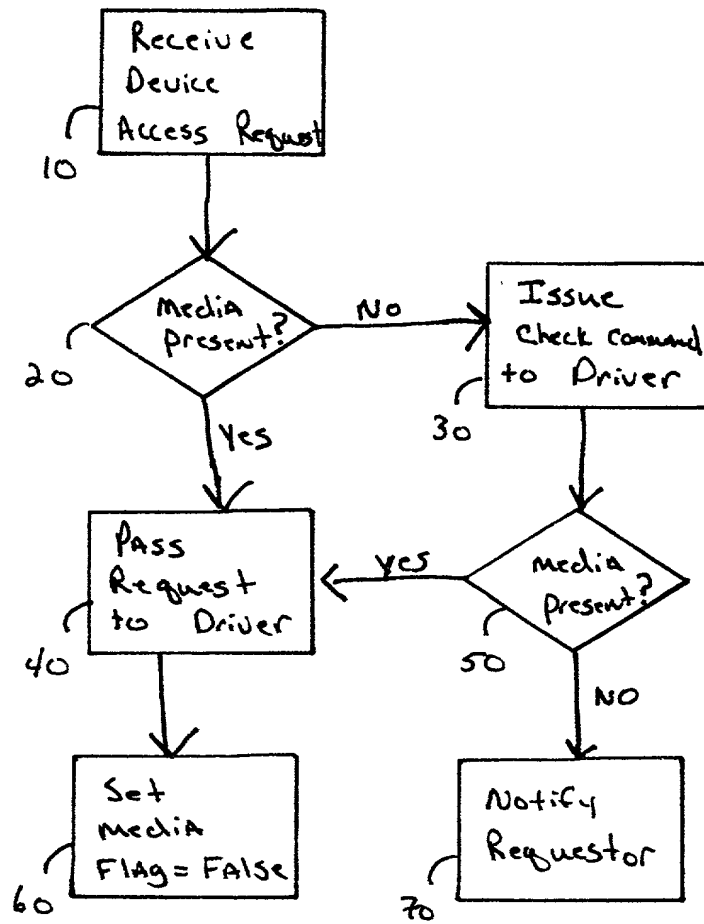 Receive
Device
Access Request
10
Media
present?
20
No
Issue
Check command
to Driver
30
Yes
Pass
Request
to Driver
40
yes
media
present?
50
NO
Set
media
Flag = False
60
Notify
Requestor
70